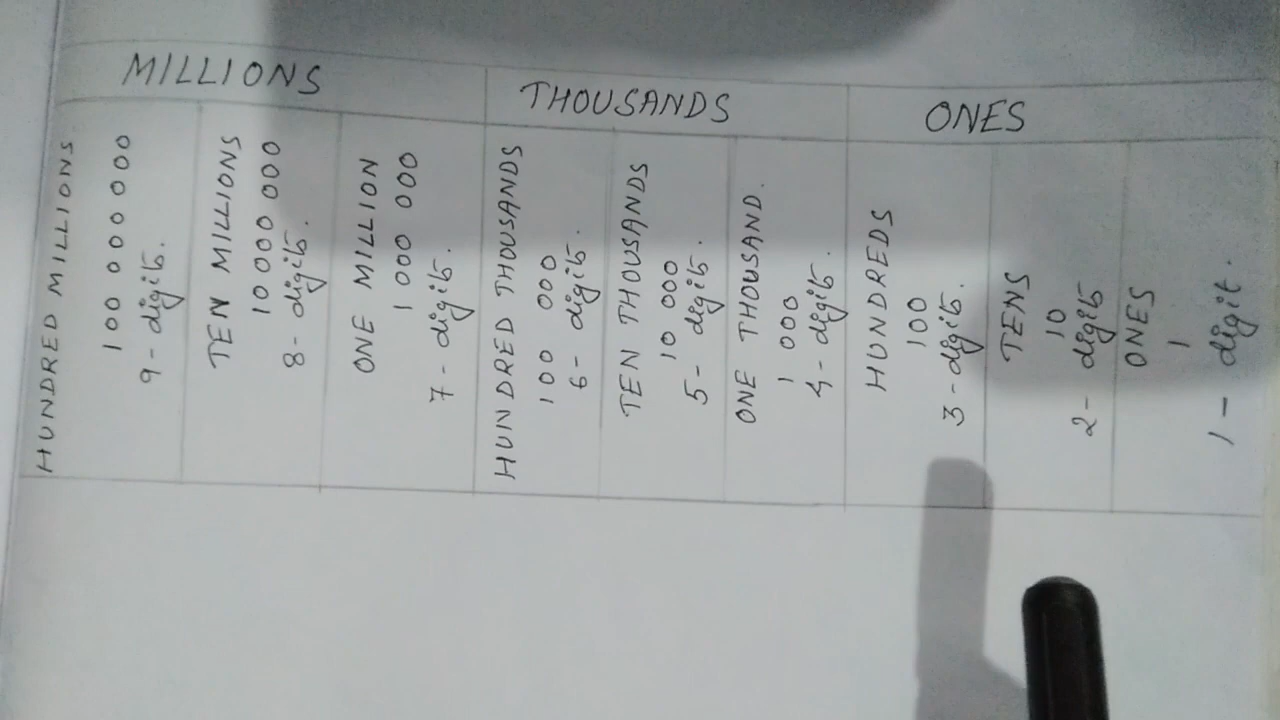 MILLIONS
THOUSANDS
ONES
HUNDRED MILLIONS
100 000 000
9- digits.
TEN MILLIONS
10 000 000
8- digits.
ONE MILLION
1 000 000
7- digits.
HUNDRED THOUSANDS
100 000
6- digits.
TEN THOUSANDS
10 000
5- digits.
ONE THOUSAND.
1 000
4- digits.
HUNDREDS
100
3-digits.
TENS
10
2- digits
ONES
1
1- digit.